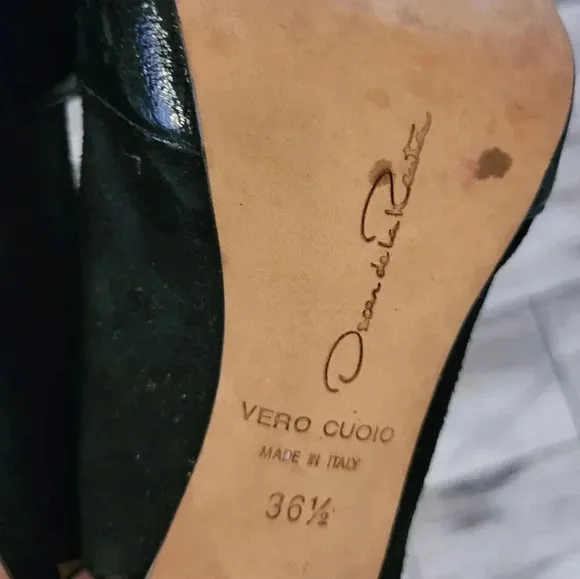 Oscar de la Renta
VERO CUOIO
MADE IN ITALY
36½